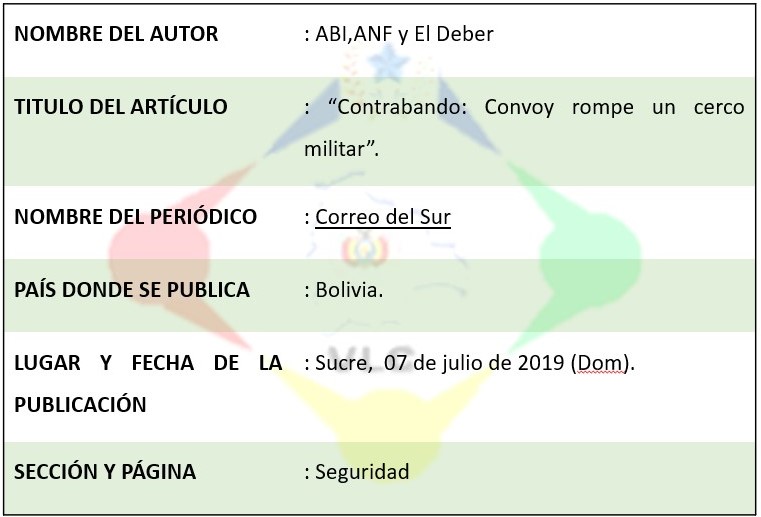 NOMBRE DEL AUTOR : ABI,ANF y El Deber
TITULO DEL ARTÍCULO : “Contrabando: Convoy rompe un cerco
militar”.
NOMBRE DEL PERIÓDICO : Correo del Sur
PAÍS DONDE SE PUBLICA : Bolivia.
LUGAR Y FECHA DE LA : Sucre, 07 de julio de 2019 (Dom).
PUBLICACIÓN
SECCIÓN Y PÁGINA : Seguridad